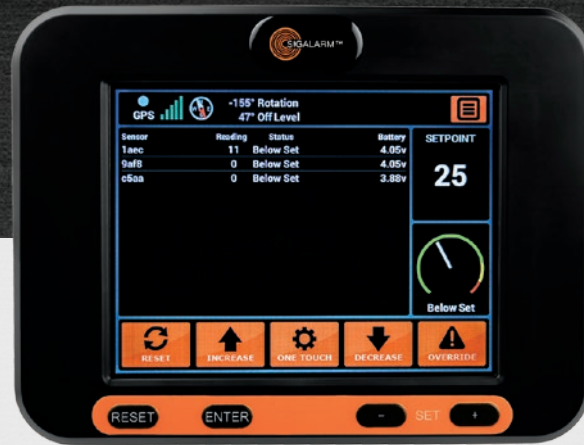 SIGALARM™
GPS
-155° Rotation
47° Off Level
Sensor Reading Status Battery
1aec 11 Below Set 4.05v
9af8 0 Below Set 4.05v
c5aa 0 Below Set 3.88v
SETPOINT
25
Below Set
RESET INCREASE ONE TOUCH DECREASE OVERRIDE
RESET ENTER - SET +